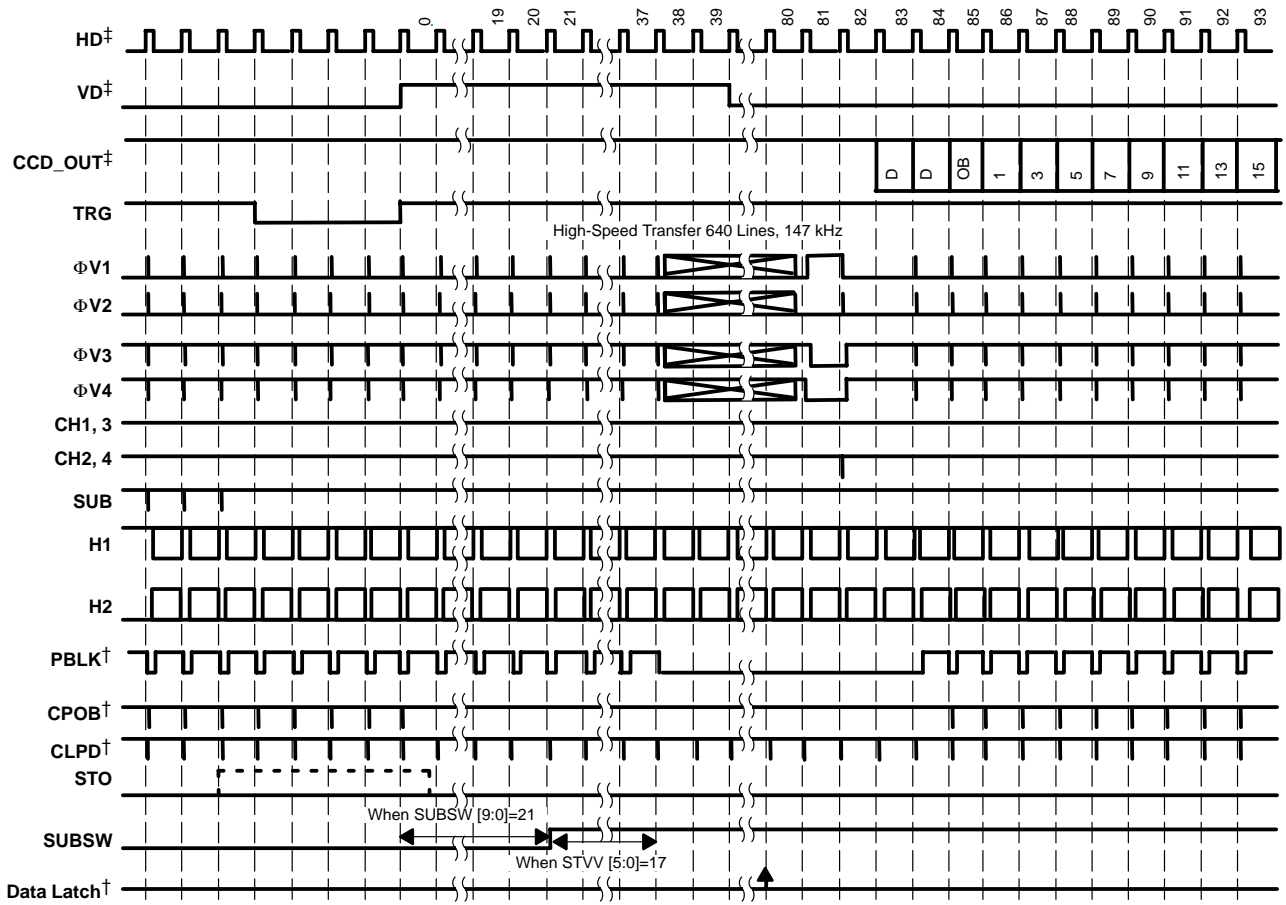 0 19 20 21 37 38 39 80 81 82 83 84 85 86 87 88 89 90 91 92 93
HD‡
VD‡
CCD_OUT‡
D D OB 1 3 5 7 9 11 13 15
TRG
High-Speed Transfer 640 Lines, 147 kHz
ΦV1
ΦV2
ΦV3
ΦV4
CH1, 3
CH2, 4
SUB
H1
H2
PBLK†
CPOB†
CLPD†
STO
When SUBSW [9:0]=21
SUBSW
When STVV [5:0]=17
Data Latch†